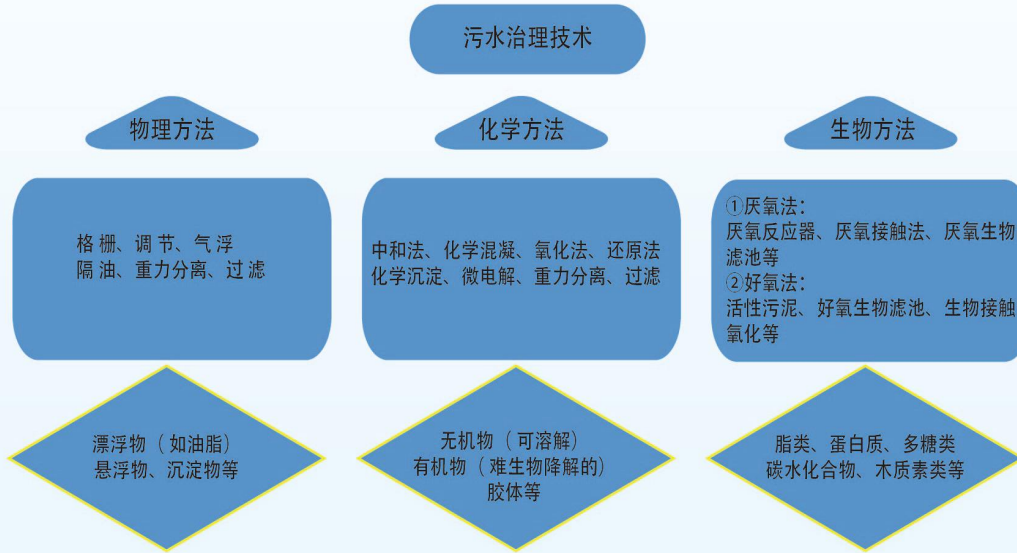 污水治理技术
物理方法
化学方法
生物方法
格栅、调节、气浮
隔油、重力分离、过滤
中和法、化学混凝、氧化法、还原法
化学沉淀、微电解、重力分离、过滤
①厌氧法：
厌氧反应器、厌氧接触法、厌氧生物
滤池等
②好氧法：
活性污泥、好氧生物滤池、生物接触
氧化等
漂浮物（如油脂）
悬浮物、沉淀物等
无机物（可溶解）
有机物（难生物降解的）
胶体等
脂类、蛋白质、多糖类
碳水化合物、木质素类等